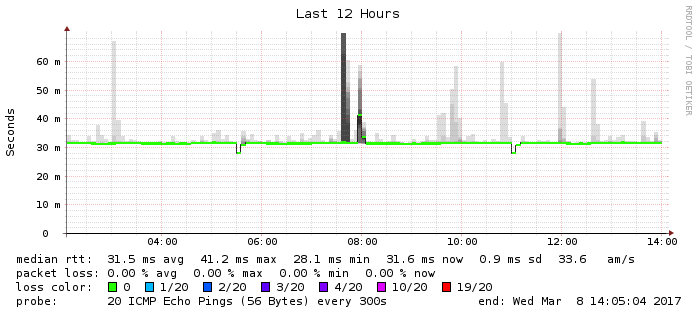 Last 12 Hours
RRDTOOL / TOBI OETIKER
Seconds
60 m
50 m
40 m
30 m
20 m
10 m
0
04:00 06:00 08:00 10:00 12:00 14:00
median rtt: 31.5 ms avg 41.2 ms max 28.1 ms min 31.6 ms now 0.9 ms sd 33.6 am/s
packet loss: 0.00 % avg 0.00 % max 0.00 % min 0.00 % now
loss color: 0 1/20 2/20 3/20 4/20 10/20 19/20
probe: 20 ICMP Echo Pings (56 Bytes) every 300s end: Wed Mar 8 14:05:04 2017